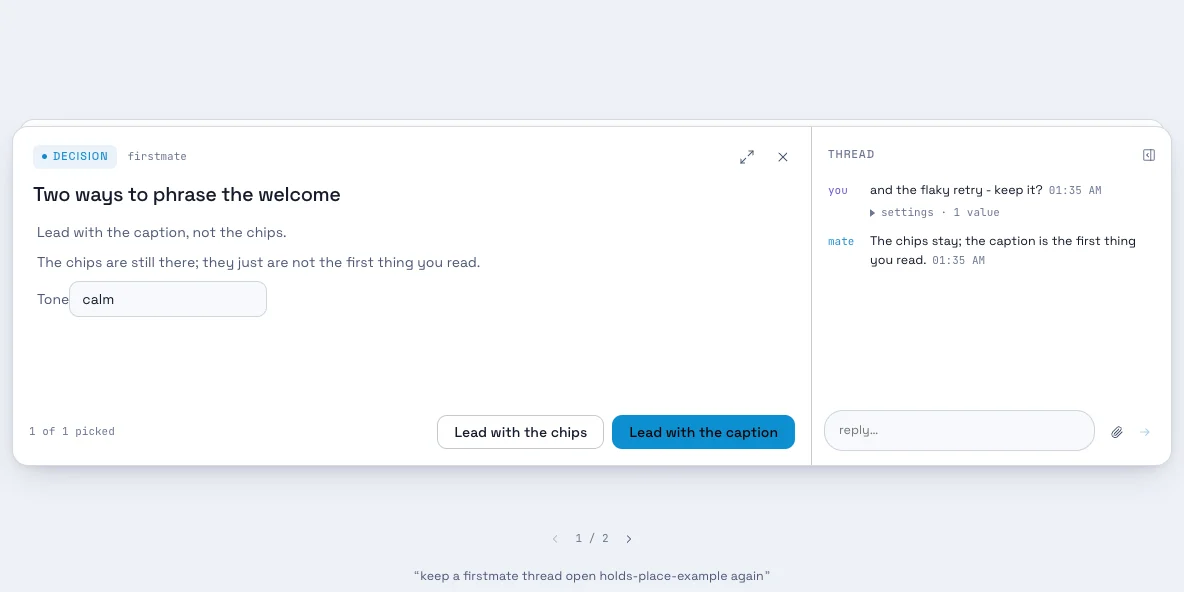 DECISION firstmate
Two ways to phrase the welcome
Lead with the caption, not the chips.
The chips are still there; they just are not the first thing you read.
Tone calm
1 of 1 picked
Lead with the chips
Lead with the caption
THREAD
you and the flaky retry - keep it? 01:35 AM
settings · 1 value
mate The chips stay; the caption is the first thing
you read. 01:35 AM
reply…
1 / 2
“keep a firstmate thread open holds-place-example again”